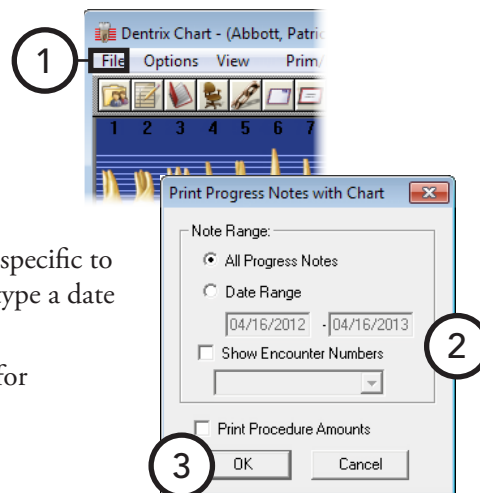 1
Dentrix Chart - (Abbott, Patric
File Options View Prim/
1 2 3 4 5 6 7
Print Progress Notes with Chart
Note Range:
All Progress Notes
Date Range
04/16/2012 - 04/16/2013
Show Encounter Numbers
2
Print Procedure Amounts
3
OK Cancel
specific to
type a date
for